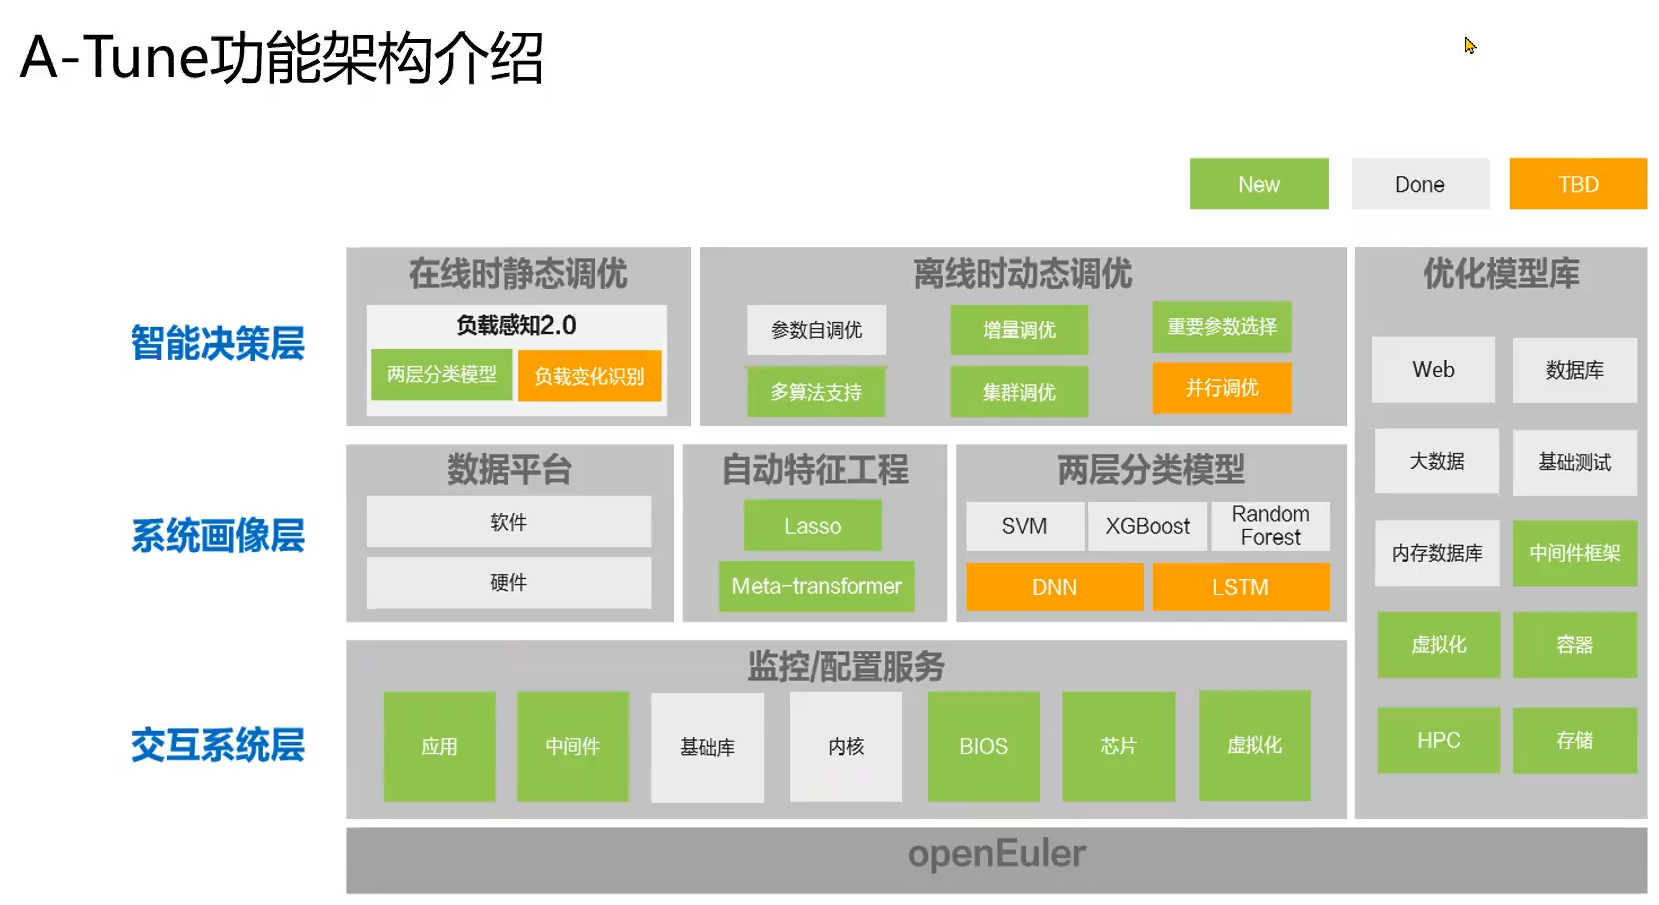 A-Tune功能架构介绍
New
Done
TBD
智能决策层
在线时静态调优
负载感知2.0
两层分类模型
负载变化识别
离线时动态调优
参数自调优
增量调优
重要参数选择
多算法支持
集群调优
并行调优
优化模型库
Web
数据库
大数据
基础测试
内存数据库
中间件框架
虚拟化
容器
HPC
存储
系统画像层
数据平台
软件
硬件
自动特征工程
Lasso
Meta-transformer
两层分类模型
SVM
XGBoost
Random
Forest
DNN
LSTM
交互系统层
监控/配置服务
应用
中间件
基础库
内核
BIOS
芯片
虚拟化
openEuler